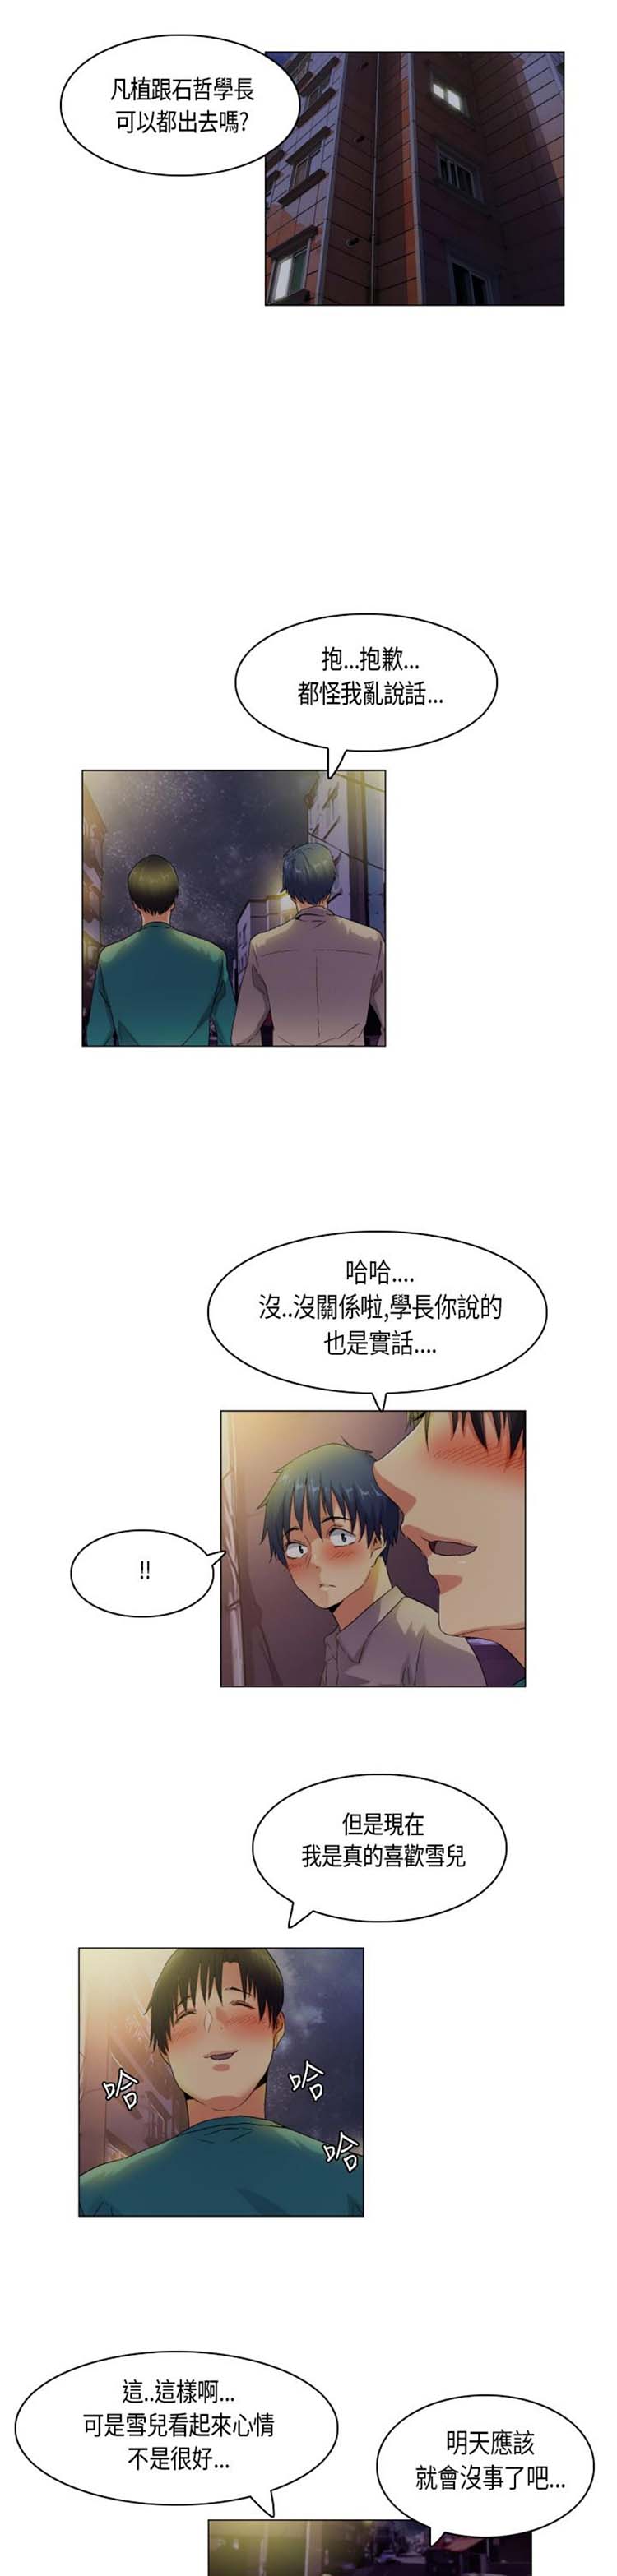 凡植跟石哲學長
可以都出去嗎?
抱...抱歉...
都怪我亂說話...
哈哈....
沒..沒關係啦,學長你說的
也是實話....
!!
但是現在
我是真的喜歡雪兒
哈
哈
哈
這..這樣啊...
可是雪兒看起來心情
不是很好...
明天應該
就會沒事了吧...